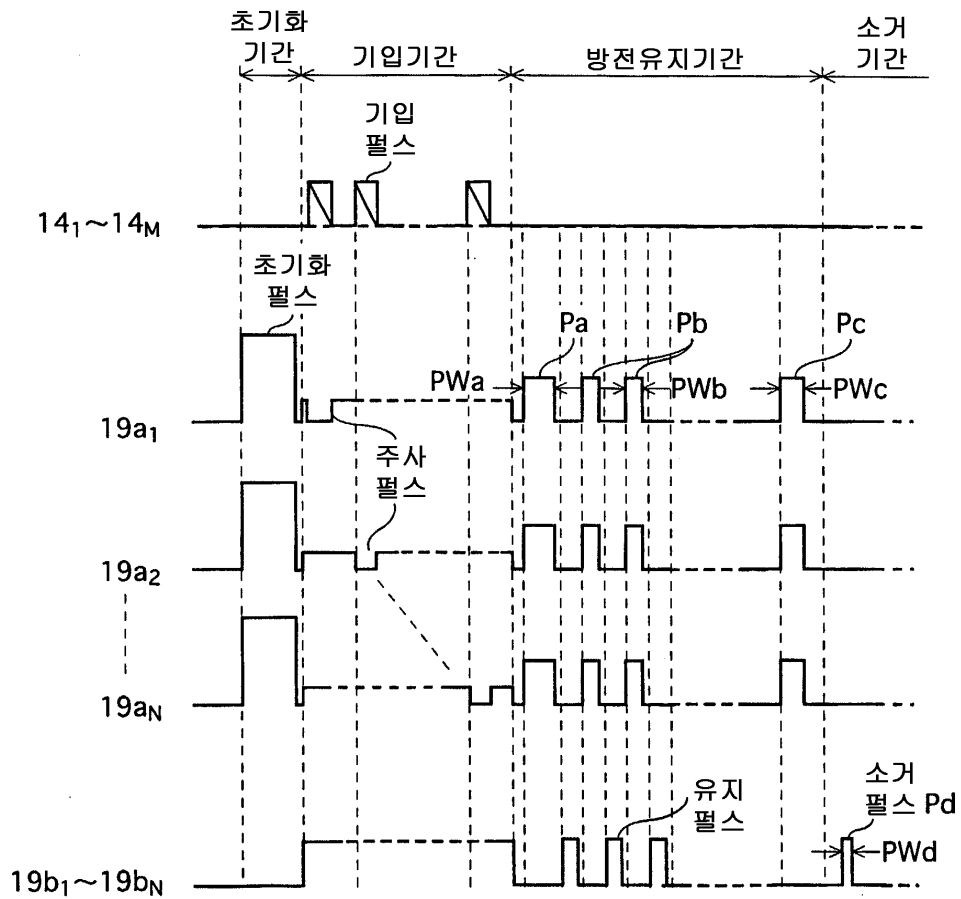 초기화
기간
기입기간
방전유지기간
소거
기간
기입
펄스
14₁~14M
초기화
펄스
Pa
Pb
Pc
PWa
PWb
PWc
19a₁
주사
펄스
19a₂
19aN
유지
펄스
소거
펄스 Pd
PWd
19b₁~19bN